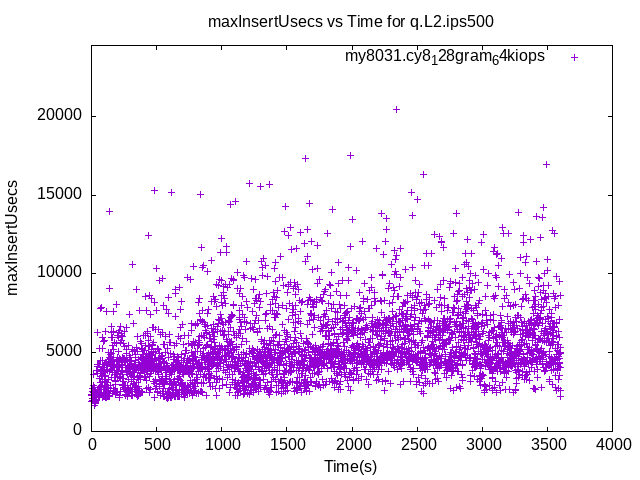 maxInsertUsecs vs Time for q.L2.ips500
my8031.cy8₁28gram₆4kiops
maxInsertUsecs
20000
15000
10000
5000
0
0 500 1000 1500 2000 2500 3000 3500 4000
Time(s)